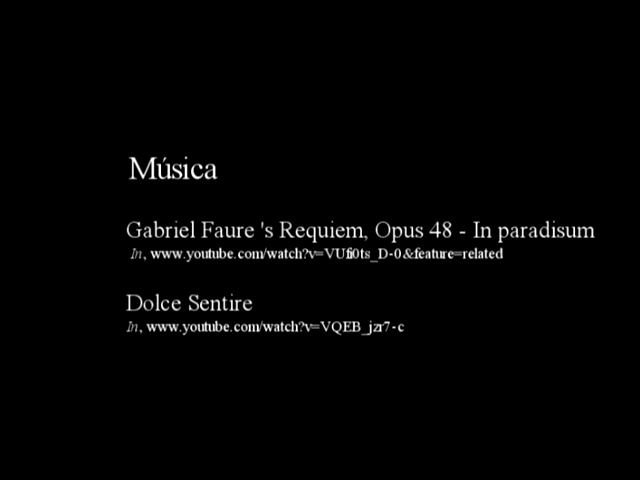 Música
Gabriel Faure 's Requiem, Opus 48 - In paradisum
In, www.youtube.com/watch?v=VUfi0ts_D-0&feature=related
Dolce Sentire
In, www.youtube.com/watch?v=VQEB_jzr7-c